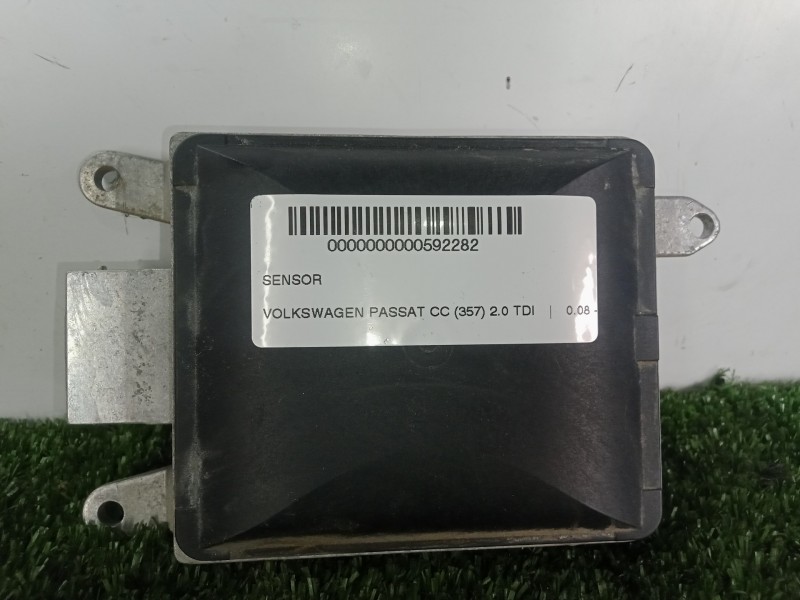 0000000000592282
SENSOR
VOLKSWAGEN PASSAT CC (357) 2.0 TDI | 0.08 -